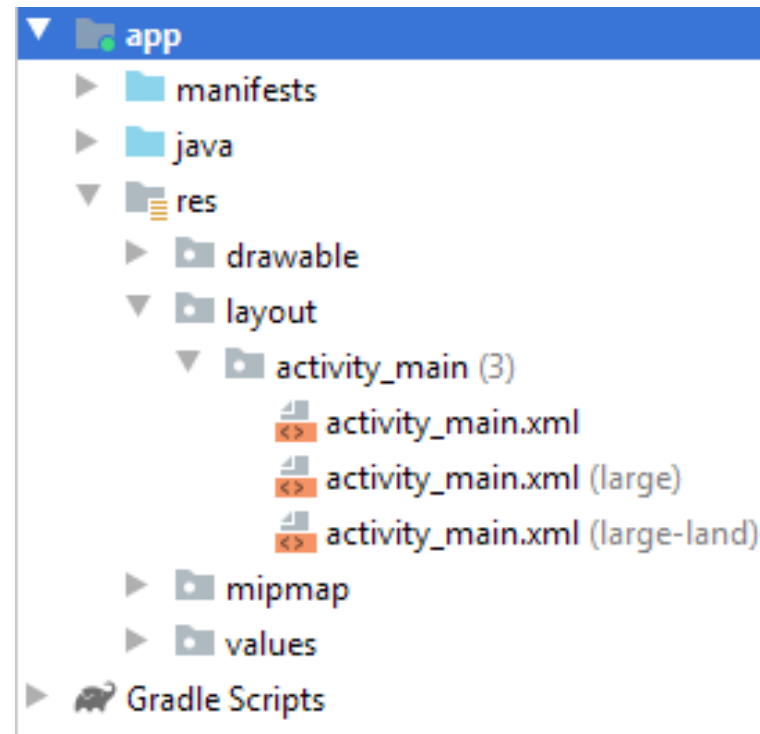 app
manifests
java
res
drawable
layout
activity_main (3)
activity_main.xml
activity_main.xml (large)
activity_main.xml (large-land)
mipmap
values
Gradle Scripts